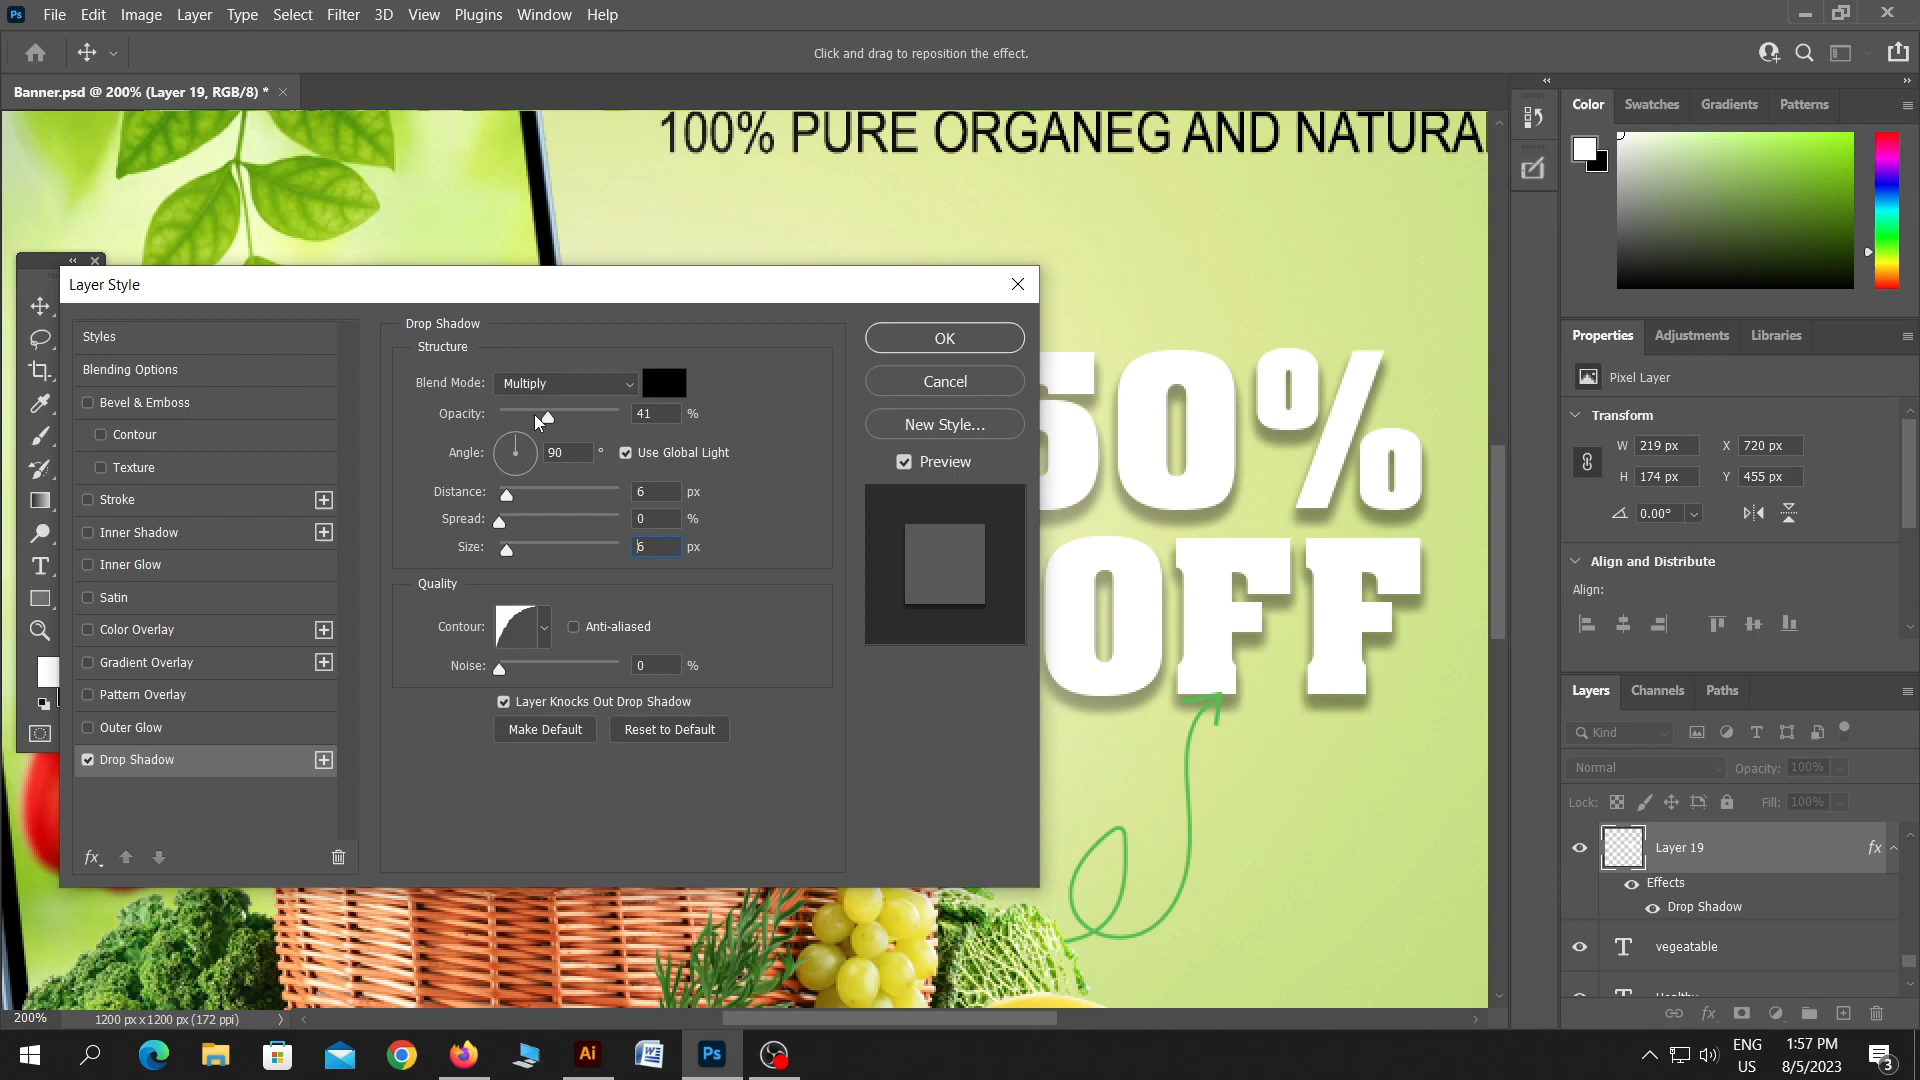 Ps File Edit Image Layer Type Select Filter 3D View Plugins Window Help
Click and drag to reposition the effect.
Banner.psd @ 200% (Layer 19, RGB/8) *
100% PURE ORGANEG AND NATURA
50%
OFF
Layer Style
Styles
Blending Options
Bevel & Emboss
Contour
Texture
Stroke
Inner Shadow
Inner Glow
Satin
Color Overlay
Gradient Overlay
Pattern Overlay
Outer Glow
Drop Shadow
fx
Drop Shadow
Structure
Blend Mode: Multiply
Opacity: 41 %
Angle: 90 ° Use Global Light
Distance: 6 px
Spread: 0 %
Size: 6 px
Quality
Contour: Anti-aliased
Noise: 0 %
Layer Knocks Out Drop Shadow
Make Default Reset to Default
OK
Cancel
New Style...
Preview
Color Swatches Gradients Patterns
Properties Adjustments Libraries
Pixel Layer
Transform
W 219 px X 720 px
H 174 px Y 455 px
0.00°
Align and Distribute
Align:
Layers Channels Paths
Kind
Normal Opacity: 100%
Lock: Fill: 100%
Layer 19 fx
Effects
Drop Shadow
T vegeatable
fx
200% 1200 px x 1200 px (172 ppi)
Ai Ps
ENG
US
1:57 PM
8/5/2023
3